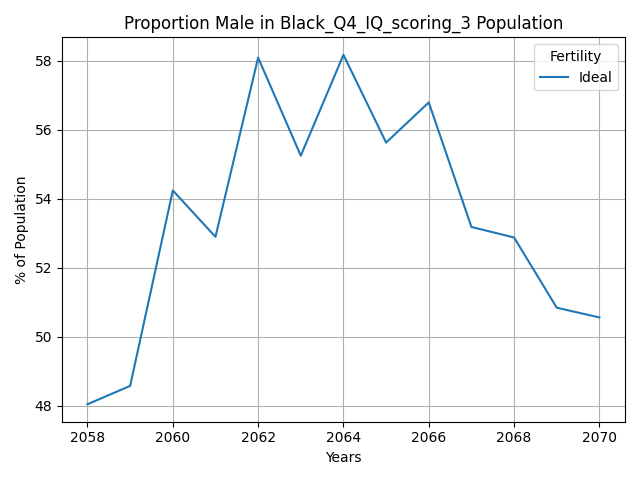 Proportion Male in Black_Q4_IQ_scoring_3 Population
Fertility
Ideal
% of Population
58
56
54
52
50
48
2058
2060
2062
2064
2066
2068
2070
Years